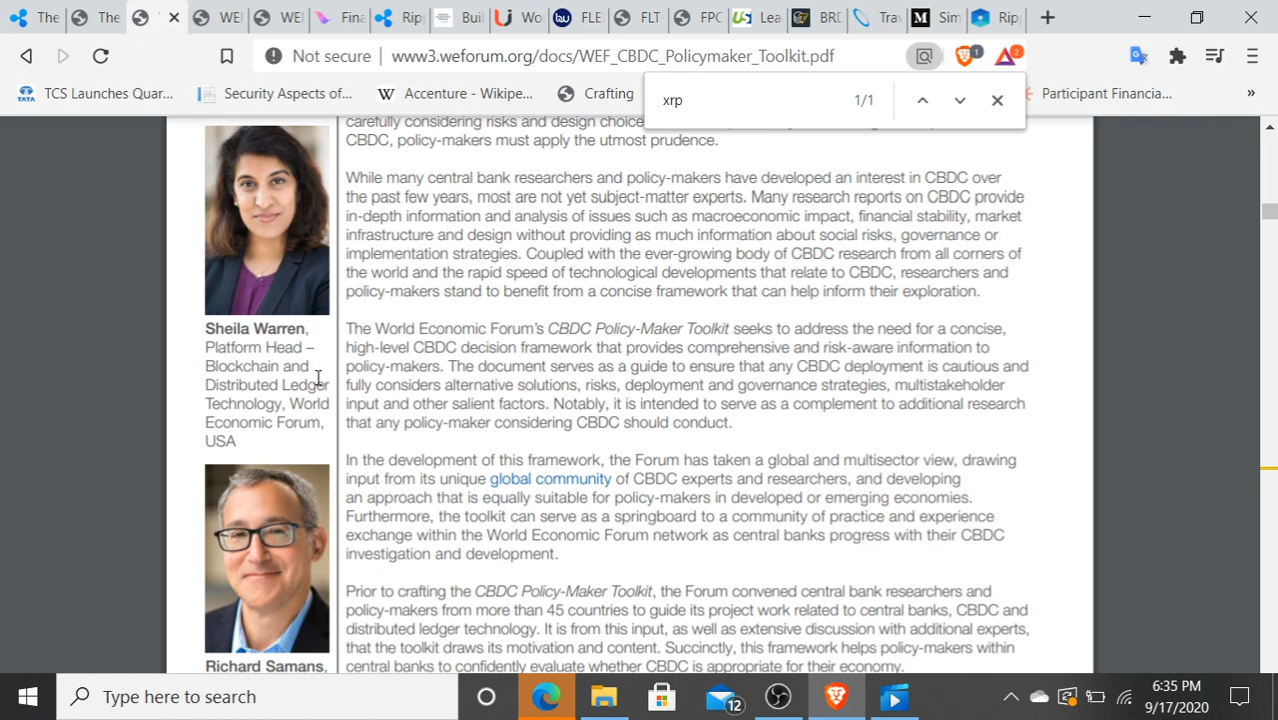 The
WEI
WEI
Fina
Ripp
Buil
Wo
FLE
FLT
FPC
Lea
BRD
Trav
Sim
Rip
Not secure
www3.weforum.org/docs/WEF_CBDC_Policymaker_Toolkit.pdf
1
2
TCS Launches Quar...
Security Aspects of...
Accenture - Wikipe...
Crafting
Participant Financia...
»
xrp 1/1
carefully considering risks and design choice
CBDC, policy-makers must apply the utmost prudence.
While many central bank researchers and policy-makers have developed an interest in CBDC over
the past few years, most are not yet subject-matter experts. Many research reports on CBDC provide
in-depth information and analysis of issues such as macroeconomic impact, financial stability, market
infrastructure and design without providing as much information about social risks, governance or
implementation strategies. Coupled with the ever-growing body of CBDC research from all corners of
the world and the rapid speed of technological developments that relate to CBDC, researchers and
policy-makers stand to benefit from a concise framework that can help inform their exploration.
Sheila Warren,
Platform Head –
Blockchain and
Distributed Ledger
Technology, World
Economic Forum,
USA
The World Economic Forum's CBDC Policy-Maker Toolkit seeks to address the need for a concise,
high-level CBDC decision framework that provides comprehensive and risk-aware information to
policy-makers. The document serves as a guide to ensure that any CBDC deployment is cautious and
fully considers alternative solutions, risks, deployment and governance strategies, multistakeholder
input and other salient factors. Notably, it is intended to serve as a complement to additional research
that any policy-maker considering CBDC should conduct.
In the development of this framework, the Forum has taken a global and multisector view, drawing
input from its unique global community of CBDC experts and researchers, and developing
an approach that is equally suitable for policy-makers in developed or emerging economies.
Furthermore, the toolkit can serve as a springboard to a community of practice and experience
exchange within the World Economic Forum network as central banks progress with their CBDC
investigation and development.
Prior to crafting the CBDC Policy-Maker Toolkit, the Forum convened central bank researchers and
policy-makers from more than 45 countries to guide its project work related to central banks, CBDC and
distributed ledger technology. It is from this input, as well as extensive discussion with additional experts,
that the toolkit draws its motivation and content. Succinctly, this framework helps policy-makers within
central banks to confidently evaluate whether CBDC is appropriate for their economy.
Richard Samans,
Type here to search
12
6:35 PM
9/17/2020